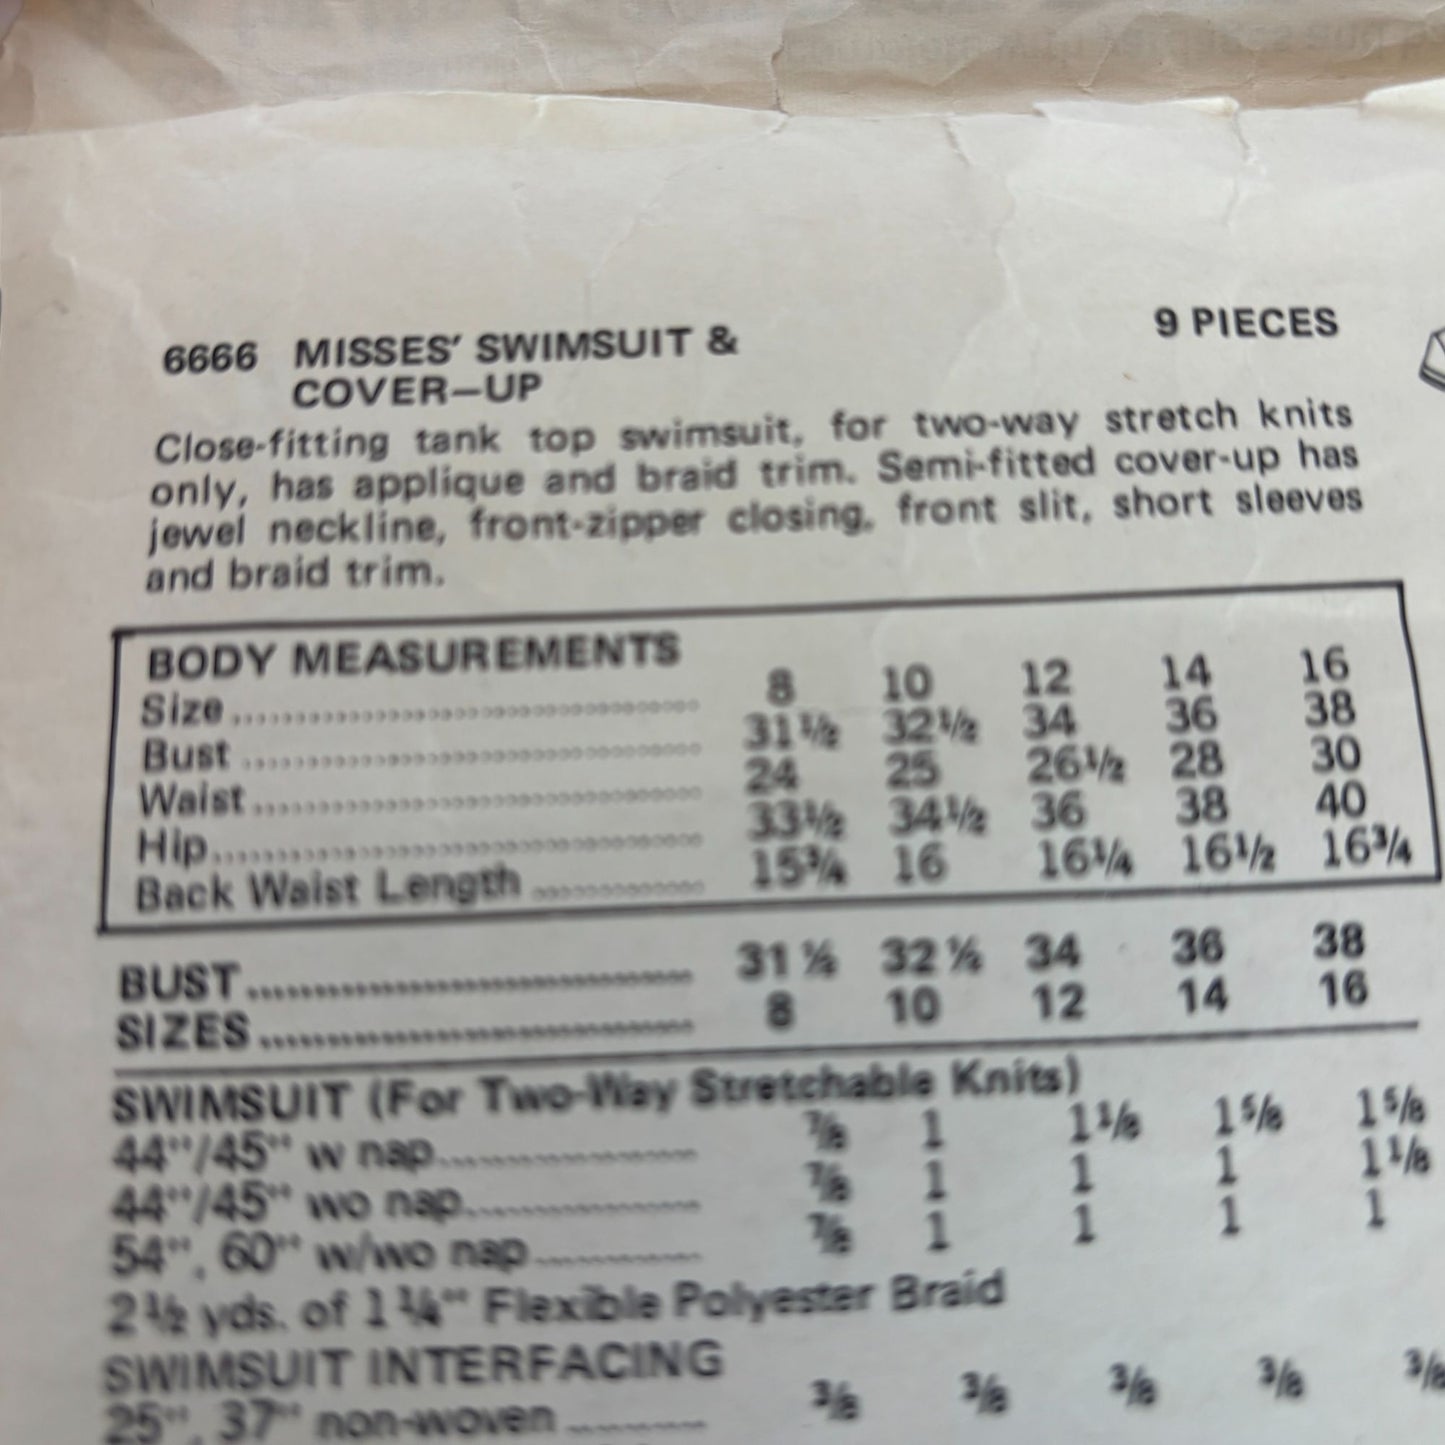 6666 MISSES' SWIMSUIT & COVER—UP
9 PIECES
Close-fitting tank top swimsuit, for two-way stretch knits
only, has applique and braid trim. Semi-fitted cover-up has
jewel neckline, front-zipper closing, front slit, short sleeves
and braid trim.
BODY MEASUREMENTS
Size 8 10 12 14 16
Bust 31½ 32½ 34 36 38
Waist 24 25 26½ 28 30
Hip 33½ 34½ 36 38 40
Back Waist Length 15¾ 16 16¼ 16½ 16¾
BUST 31 ½ 32 ½ 34 36 38
SIZES 8 10 12 14 16
SWIMSUIT (For Two-Way Stretchable Knits)
44"/45" w nap ⅞ 1 1⅛ 1⅝ 1⅝
44"/45" wo nap ⅞ 1 1 1 1⅛
54", 60" w/wo nap ⅞ 1 1 1 1
2½ yds. of 1¼" Flexible Polyester Braid
SWIMSUIT INTERFACING
25", 37" non-woven ⅜ ⅜ ⅜ ⅜ ⅜